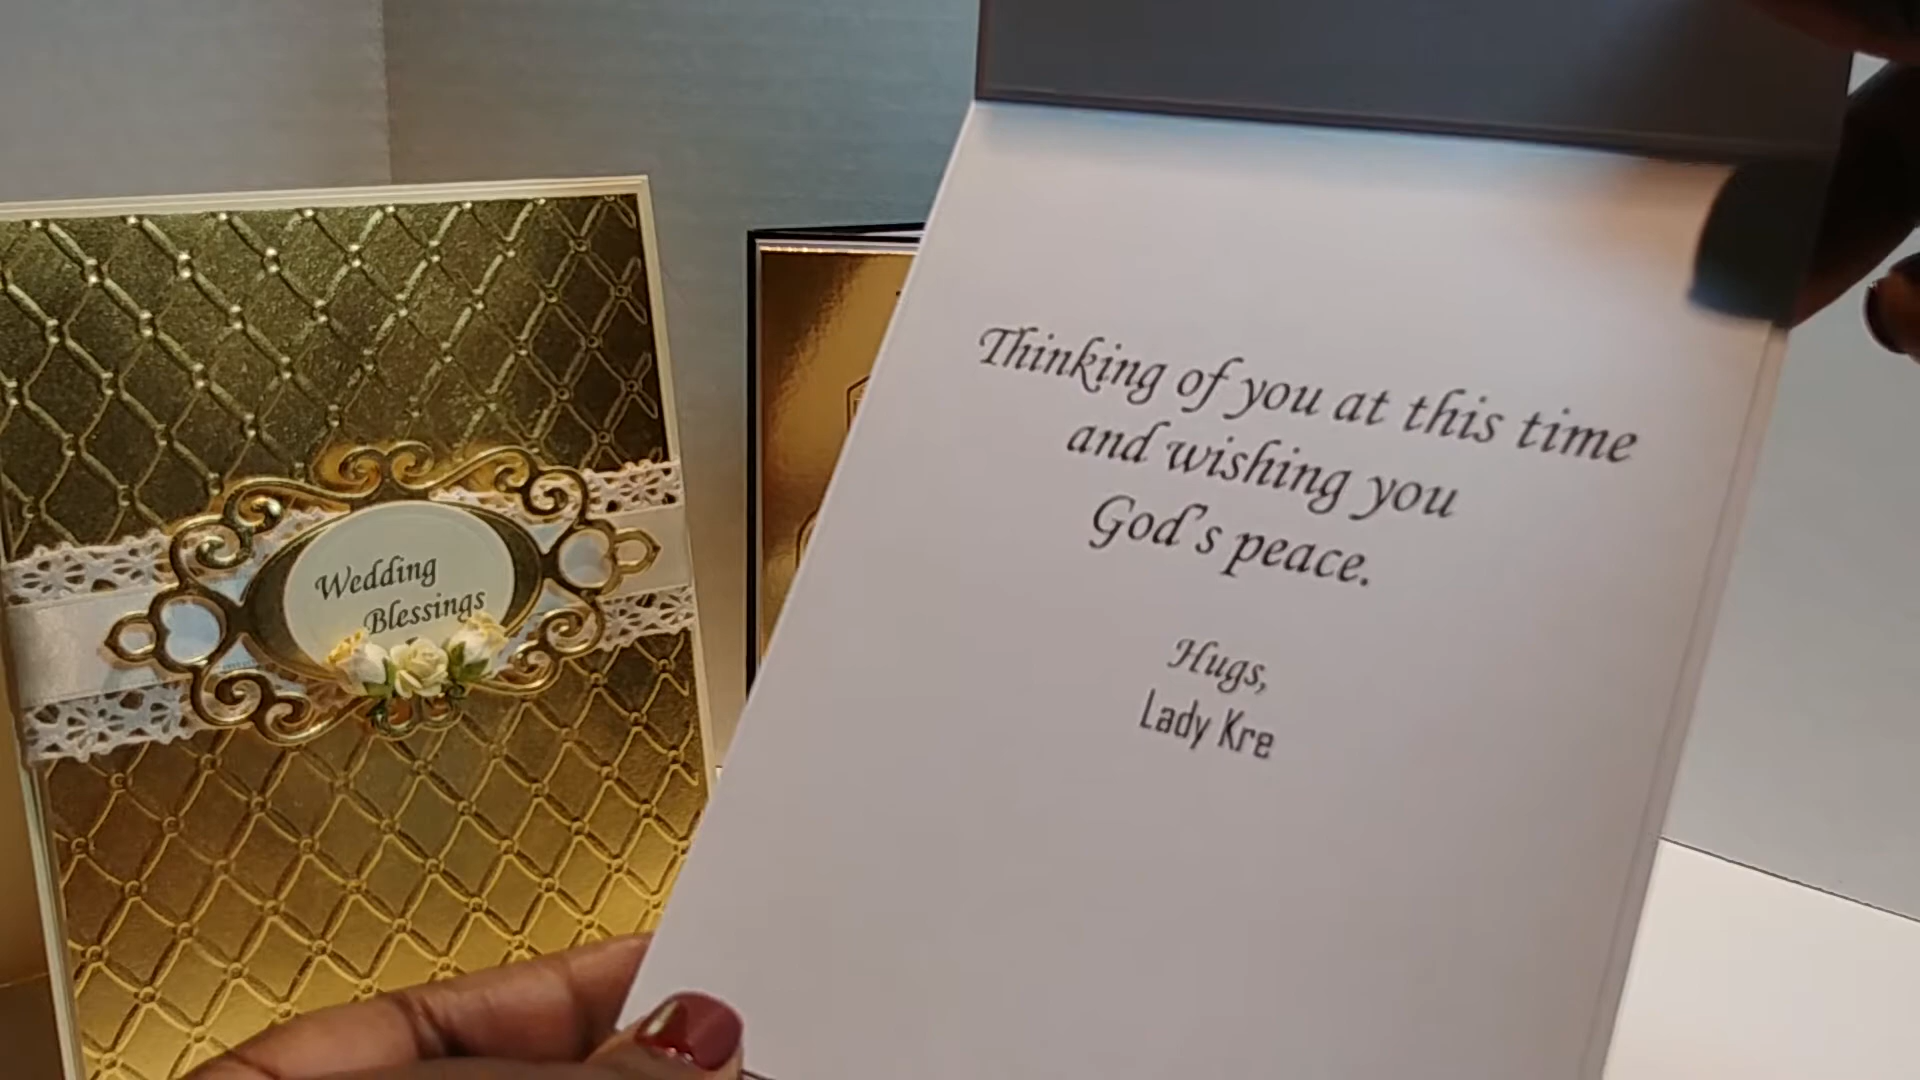 Wedding
Blessings
Thinking of you at this time
and wishing you
God's peace.
Hugs,
Lady Kre